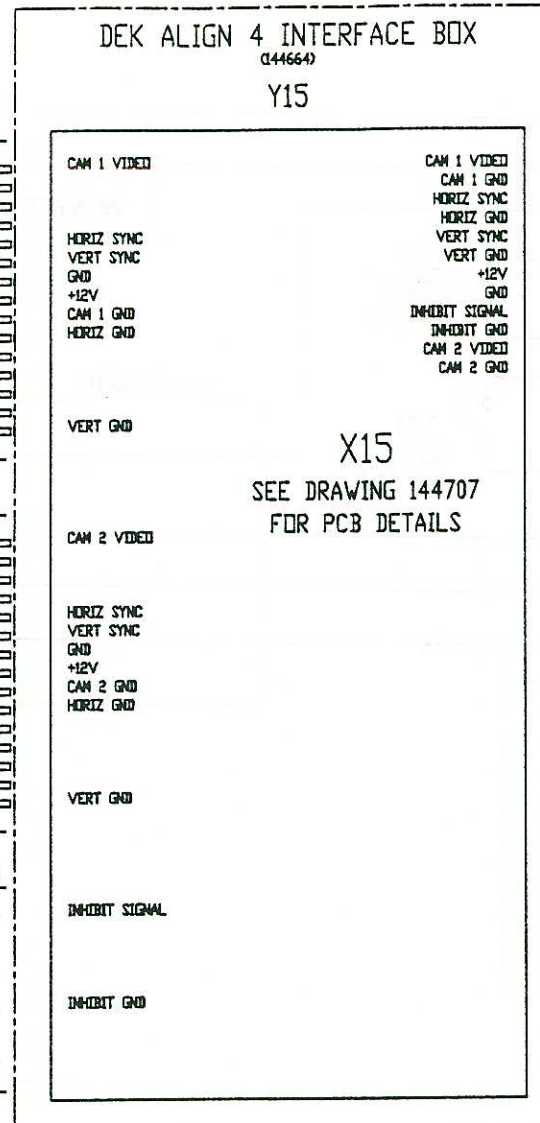 DEK ALIGN 4 INTERFACE BOX
(144664)
Y15
CAM 1 VIDEO
HORIZ SYNC
VERT SYNC
GND
+12V
CAM 1 GND
HORIZ GND
VERT GND
CAM 2 VIDEO
HORIZ SYNC
VERT SYNC
GND
+12V
CAM 2 GND
HORIZ GND
VERT GND
INHIBIT SIGNAL
INHIBIT GND
CAM 1 VIDEO
CAM 1 GND
HORIZ SYNC
HORIZ GND
VERT SYNC
VERT GND
+12V
GND
INHIBIT SIGNAL
INHIBIT GND
CAM 2 VIDEO
CAM 2 GND
X15
SEE DRAWING 144707
FOR PCB DETAILS